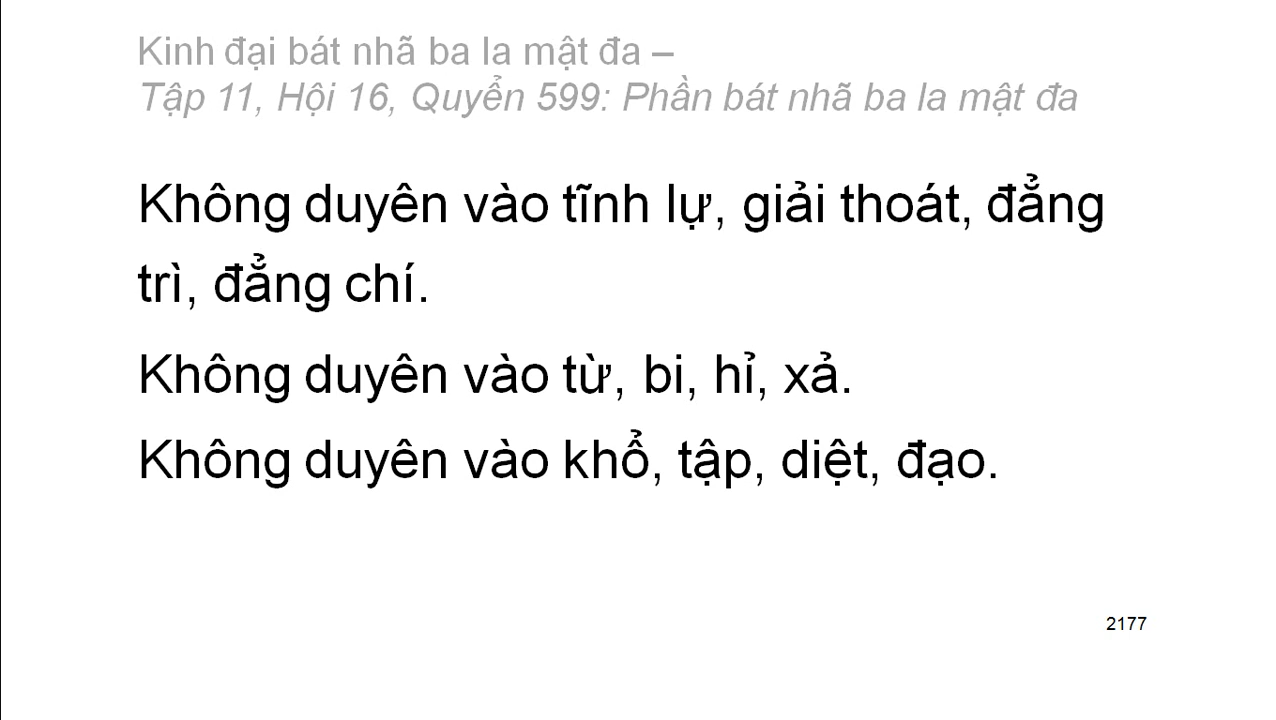 Kinh đại bát nhã ba la mật đa –
Tập 11, Hội 16, Quyển 599: Phần bát nhã ba la mật đa
Không duyên vào tĩnh lự, giải thoát, đẳng
trì, đẳng chí.
Không duyên vào từ, bi, hỉ, xả.
Không duyên vào khổ, tập, diệt, đạo.
2177